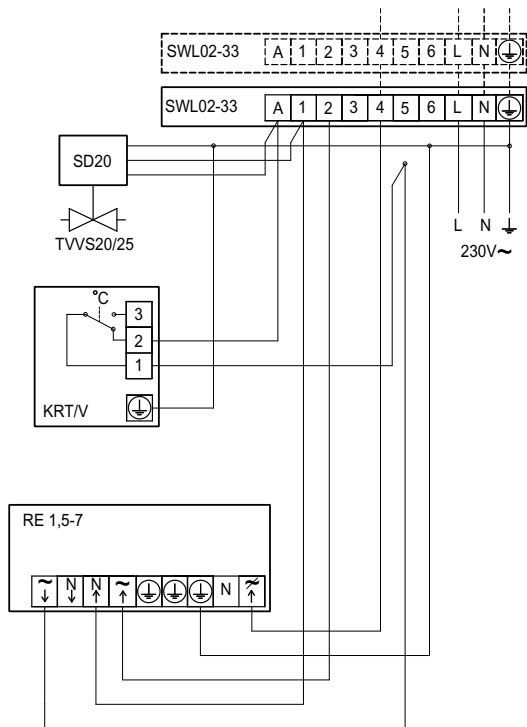 SWL02-33 A 1 2 3 4 5 6 L N
SWL02-33 A 1 2 3 4 5 6 L N
SD20
TVVS20/25
L N
230V~
°C
3
2
1
KRT/V
RE 1,5-7
~ N N ~ N ~